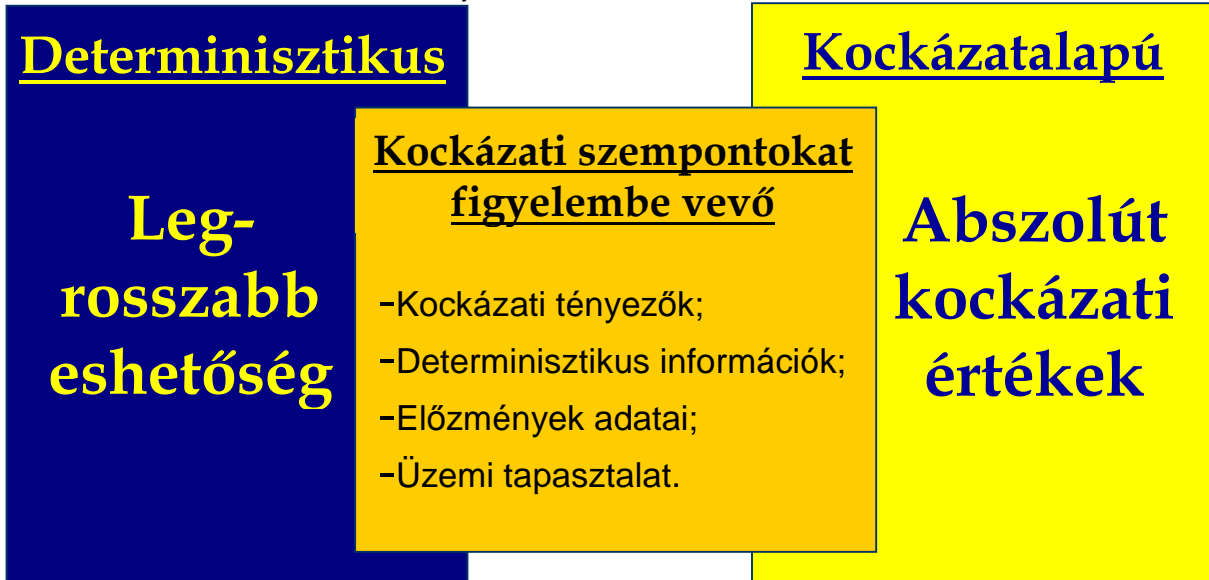 Determinisztikus
Leg-
rosszabb
eshetőség
Kockázati szempontokat
figyelembe vevő
-Kockázati tényezők;
-Determinisztikus információk;
-Előzmények adatai;
-Üzemi tapasztalat.
Kockázatalapú
Abszolút
kockázati
értékek